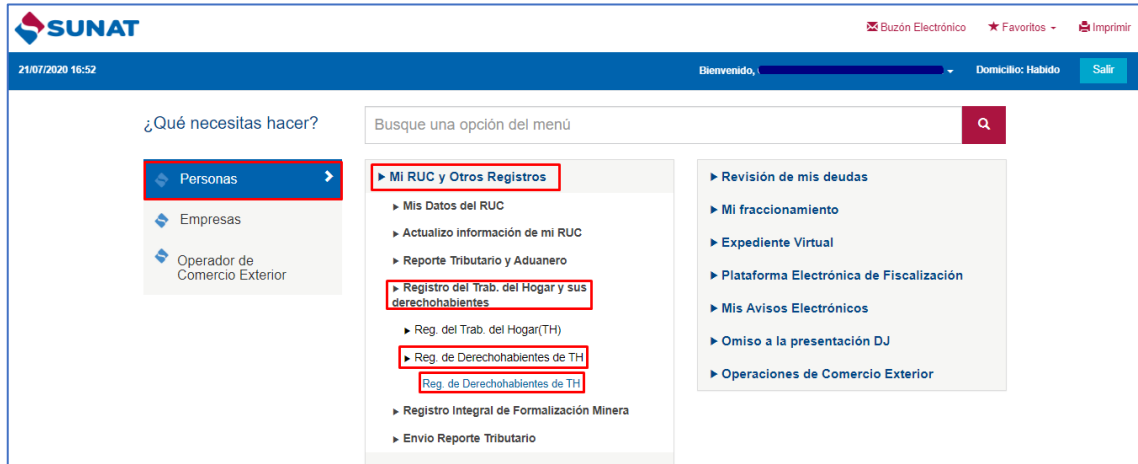 SUNAT
Buzón Electrónico
Favoritos
Imprimir
21/07/2020 16:52
Bienvenido,
Domicilio: Habido
Salir
¿Qué necesitas hacer?
Busque una opción del menú
Personas
Empresas
Operador de
Comercio Exterior
Mi RUC y Otros Registros
Mis Datos del RUC
Actualizo información de mi RUC
Reporte Tributario y Aduanero
Registro del Trab. del Hogar y sus
derechohabientes
Reg. del Trab. del Hogar(TH)
Reg. de Derechohabientes de TH
Reg. de Derechohabientes de TH
Registro Integral de Formalización Minera
Envio Reporte Tributario
Revisión de mis deudas
Mi fraccionamiento
Expediente Virtual
Plataforma Electrónica de Fiscalización
Mis Avisos Electrónicos
Omiso a la presentación DJ
Operaciones de Comercio Exterior